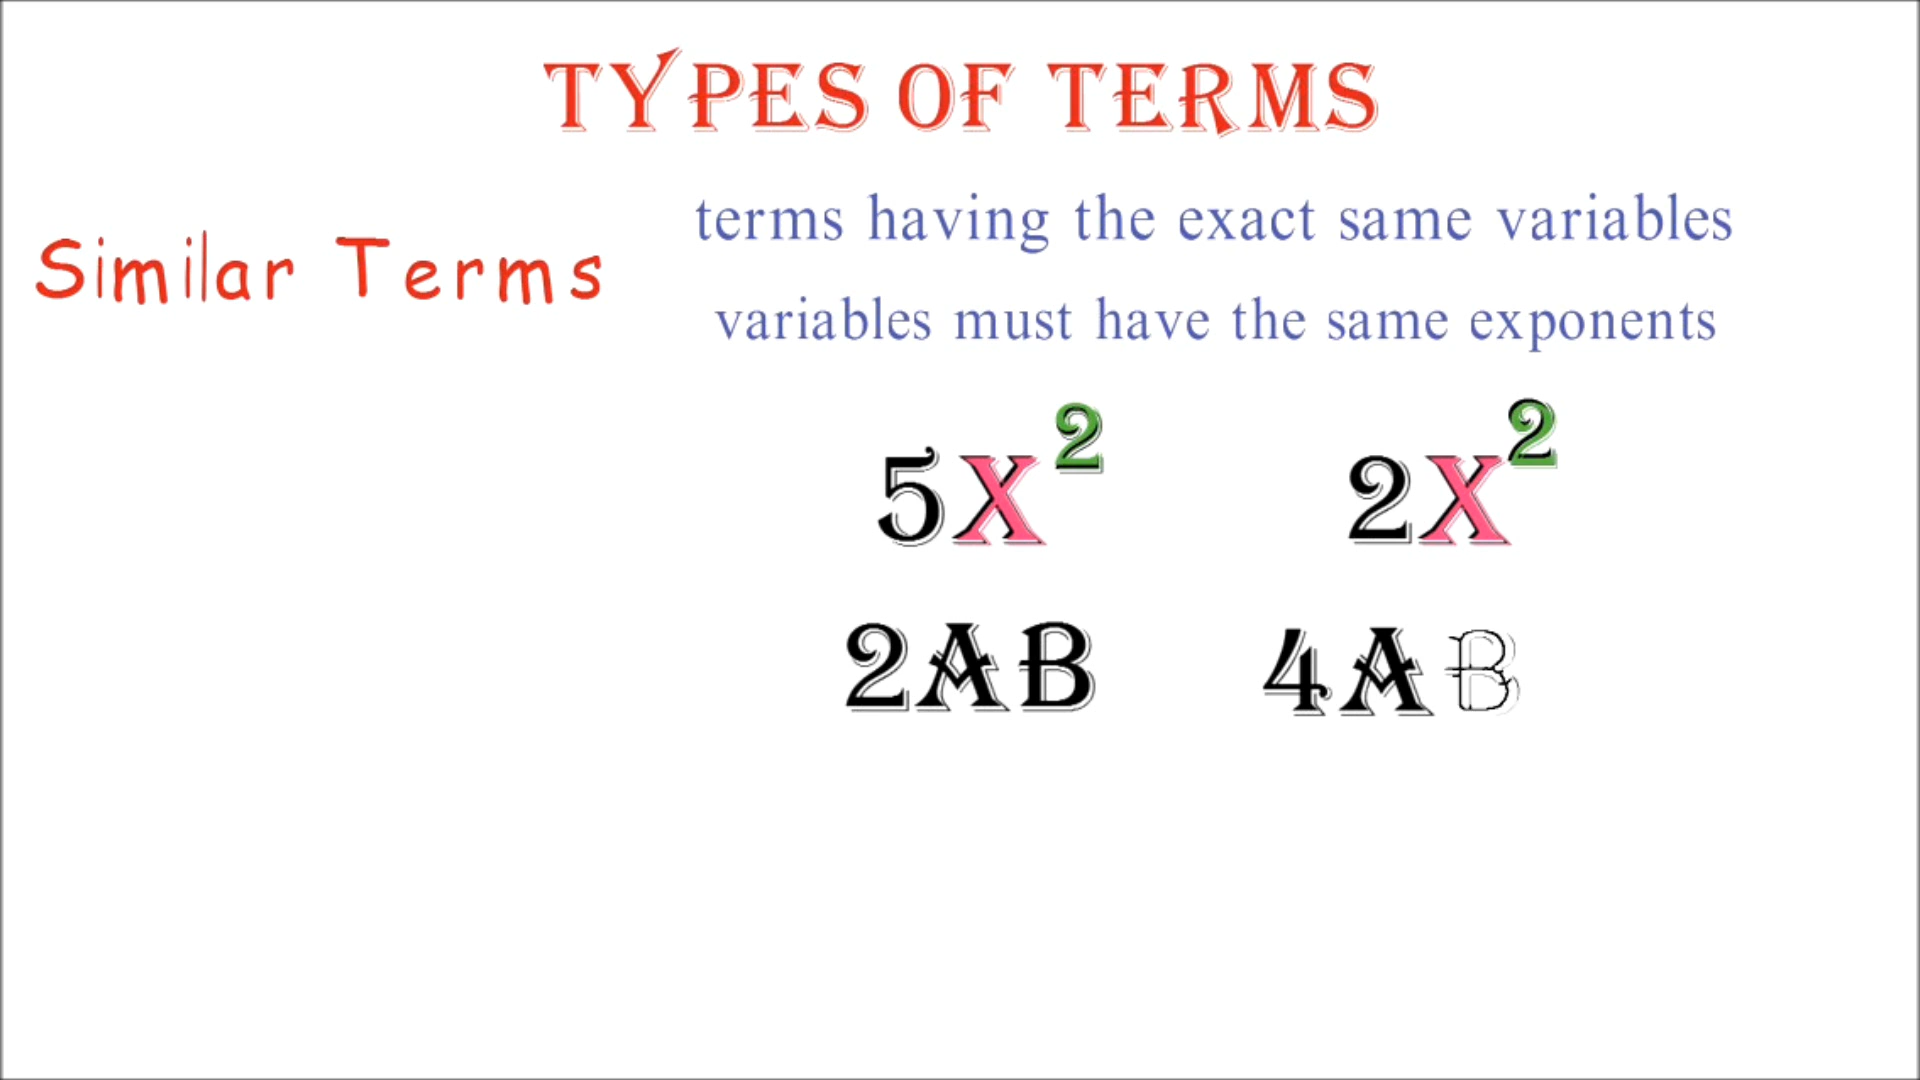 TYPES OF TERMS
Similar Terms
terms having the exact same variables
variables must have the same exponents
5X² 2X²
2AB 4AB